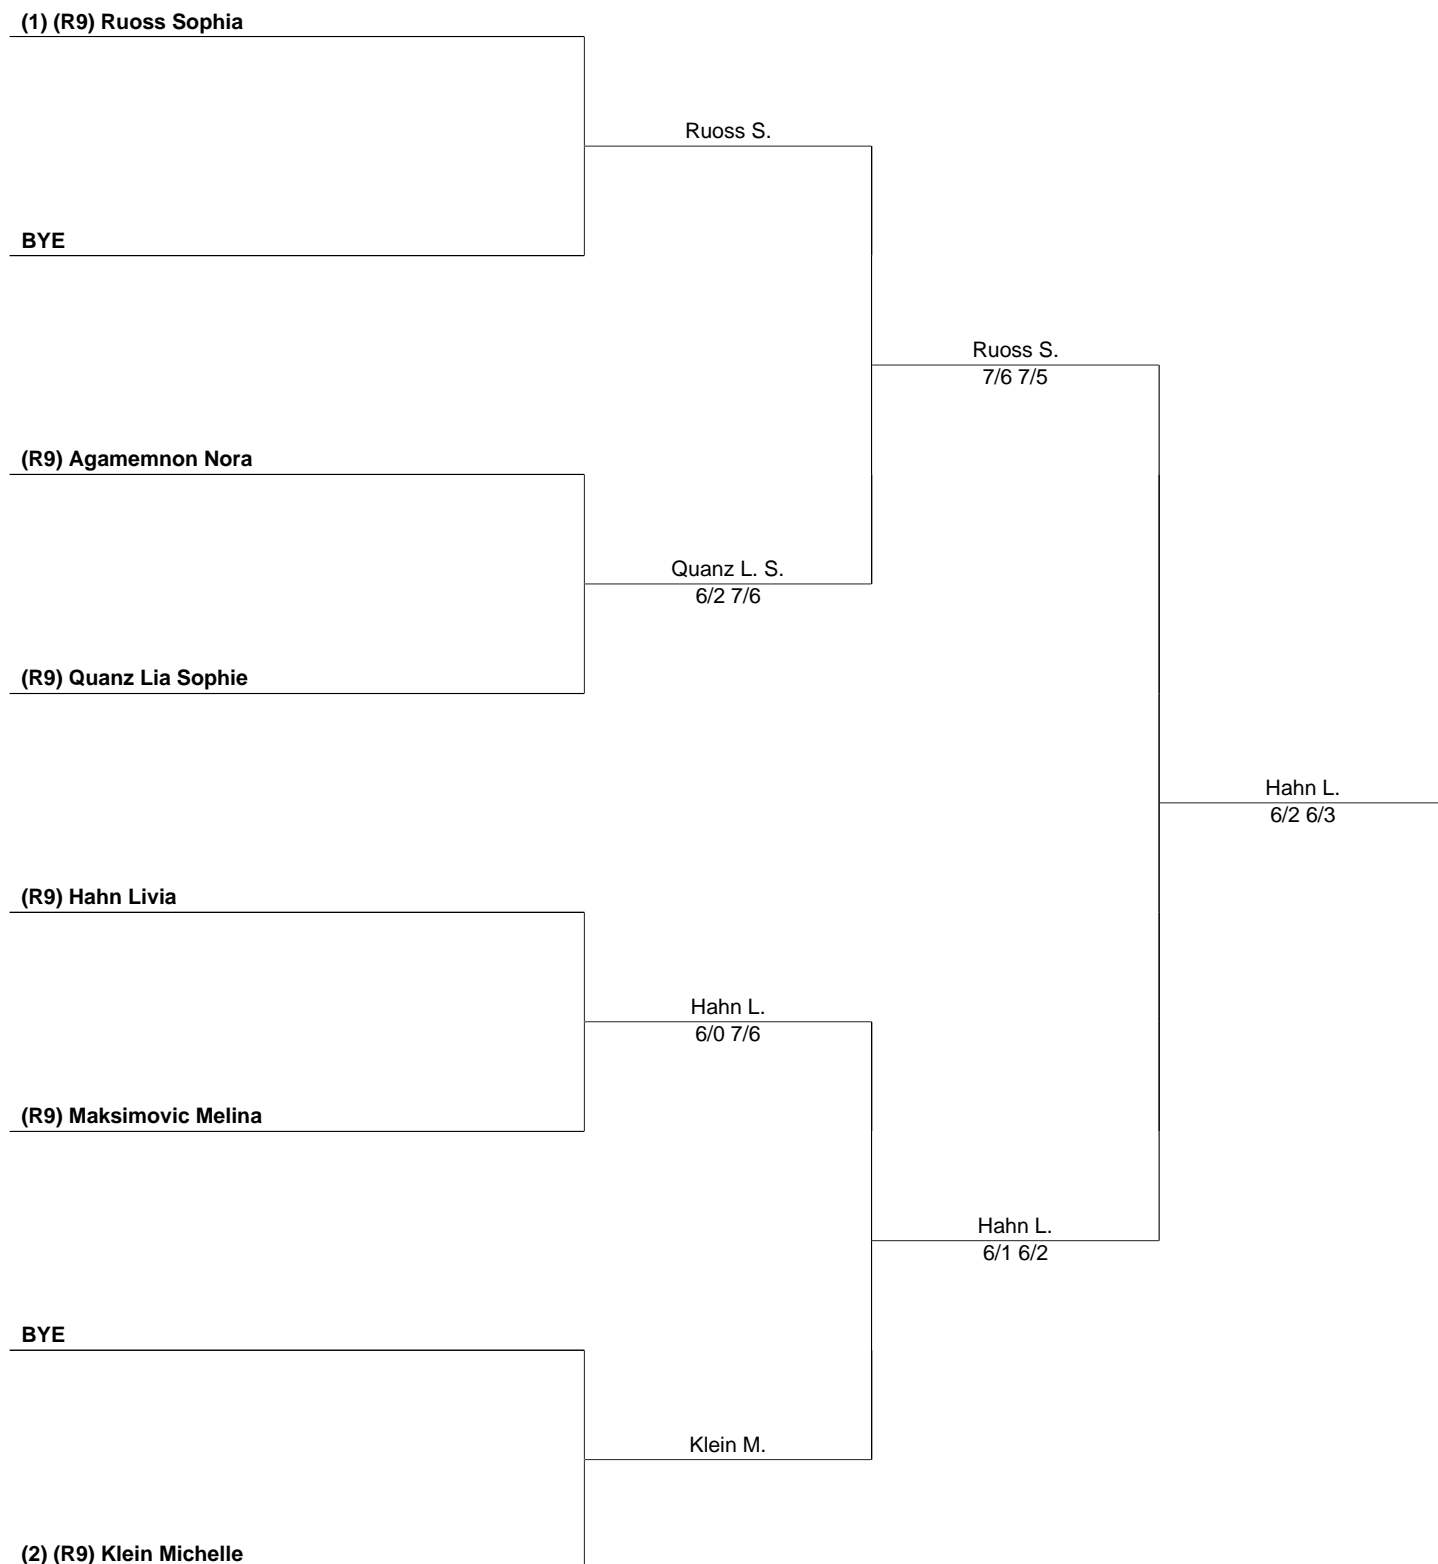 (1) (R9) Ruoss Sophia
Ruoss S.
BYE
Ruoss S.
7/6 7/5
(R9) Agamemnon Nora
Quanz L. S.
6/2 7/6
(R9) Quanz Lia Sophie
Hahn L.
6/2 6/3
(R9) Hahn Livia
Hahn L.
6/0 7/6
(R9) Maksimovic Melina
Hahn L.
6/1 6/2
BYE
Klein M.
(2) (R9) Klein Michelle